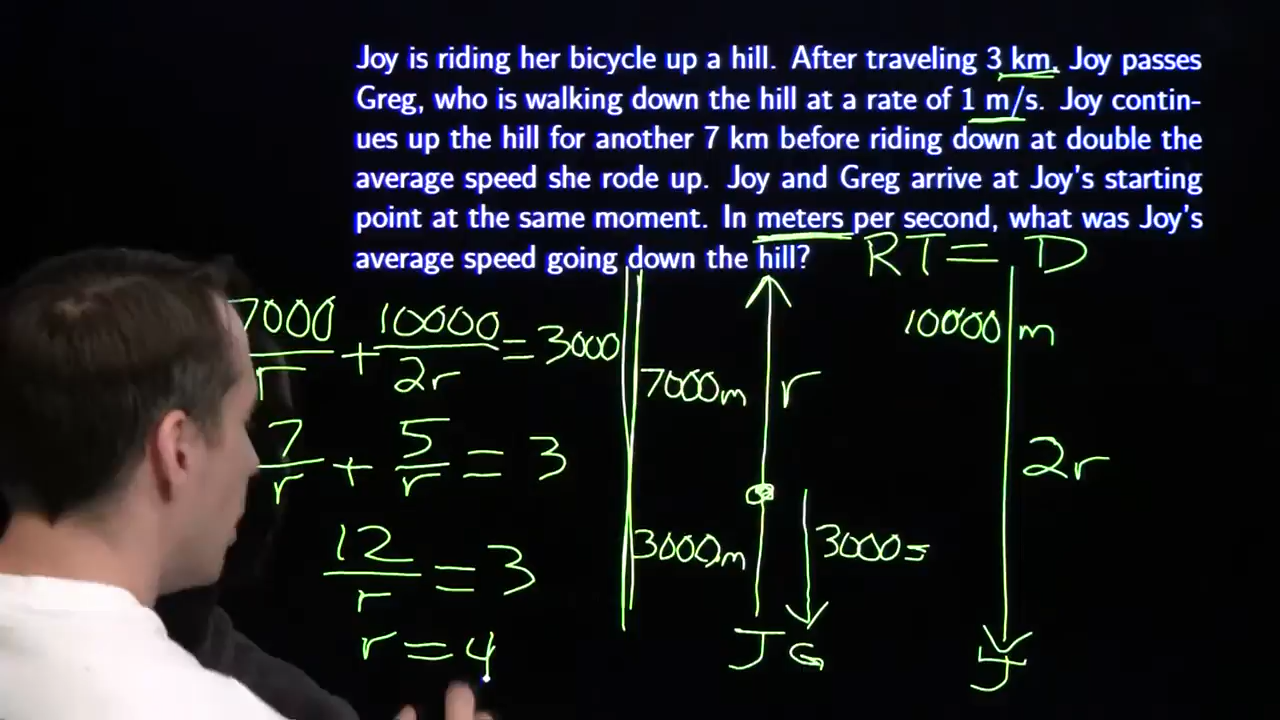 Joy is riding her bicycle up a hill. After traveling 3 km, Joy passes
Greg, who is walking down the hill at a rate of 1 m/s. Joy contin-
ues up the hill for another 7 km before riding down at double the
average speed she rode up. Joy and Greg arrive at Joy's starting
point at the same moment. In meters per second, what was Joy's
average speed going down the hill?
RT = D
7000/r + 10000/2r = 3000
7/r + 5/r = 3
12/r = 3
r = 4
7000m
r
3000m
3000s
J G
10000 m
2r
J